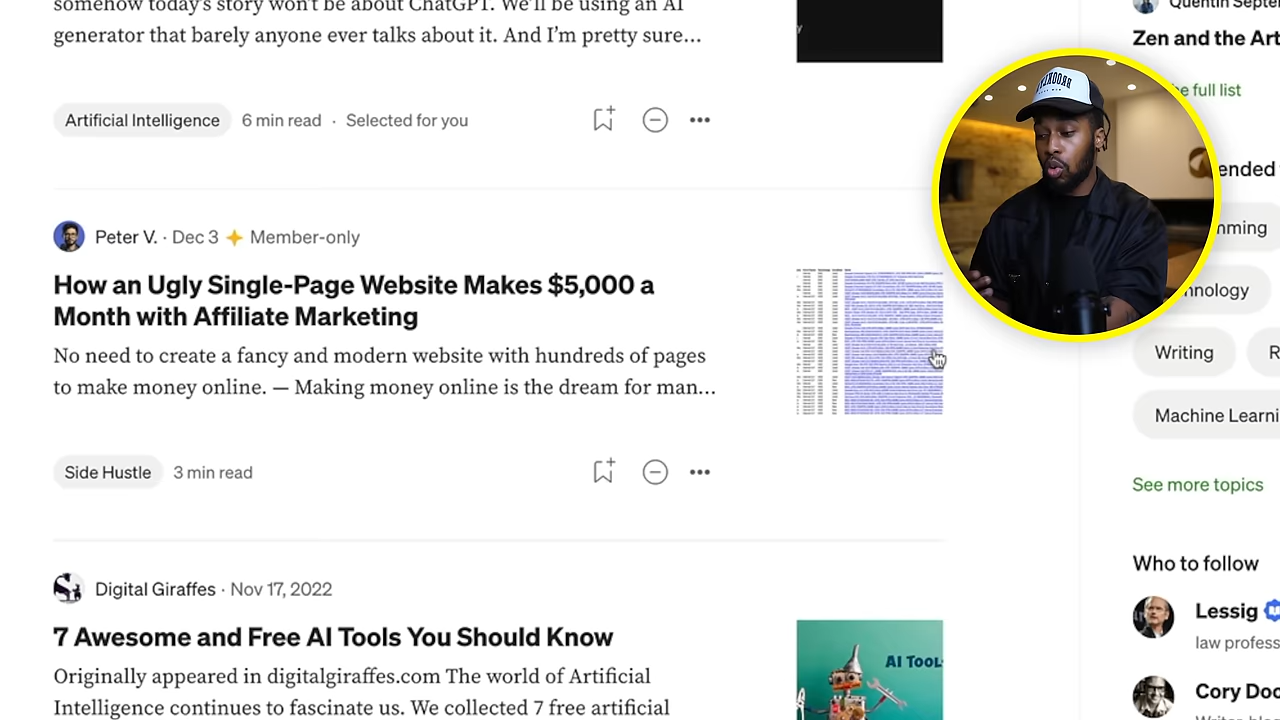 somehow today's story won't be about ChatGPT. We'll be using an AI
generator that barely anyone ever talks about it. And I'm pretty sure...
Artificial Intelligence 6 min read · Selected for you
Peter V. · Dec 3 Member-only
How an Ugly Single-Page Website Makes $5,000 a
Month with Affiliate Marketing
No need to have a fancy and modern website with hundreds of pages
to make money online. — Making money online is the dream for man...
Side Hustle 3 min read
Digital Giraffes · Nov 17, 2022
7 Awesome and Free AI Tools You Should Know
Originally appeared in digitalgiraffes.com The world of Artificial
Intelligence continues to fascinate us. We collected 7 free artificial
AI TOOL
Quentin Septe
Zen and the Art
e full list
ended
mming
hnology
Writing
R
Machine Learni
See more topics
Who to follow
Lessig
law profess
Cory Doc